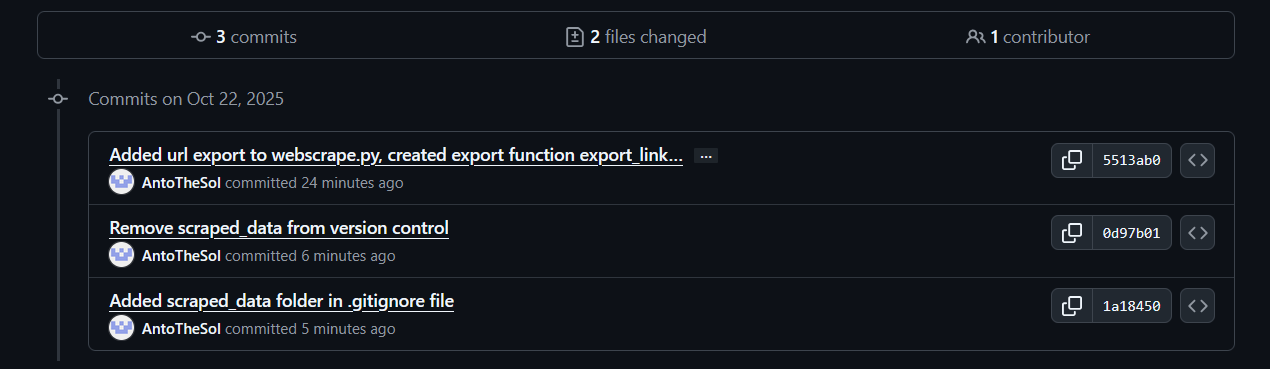 3 commits
2 files changed
1 contributor
Commits on Oct 22, 2025
Added url export to webscrape.py, created export function export_link... ...
5513ab0
AntoTheSol committed 24 minutes ago
Remove scraped_data from version control
0d97b01
AntoTheSol committed 6 minutes ago
Added scraped_data folder in .gitignore file
1a18450
AntoTheSol committed 5 minutes ago